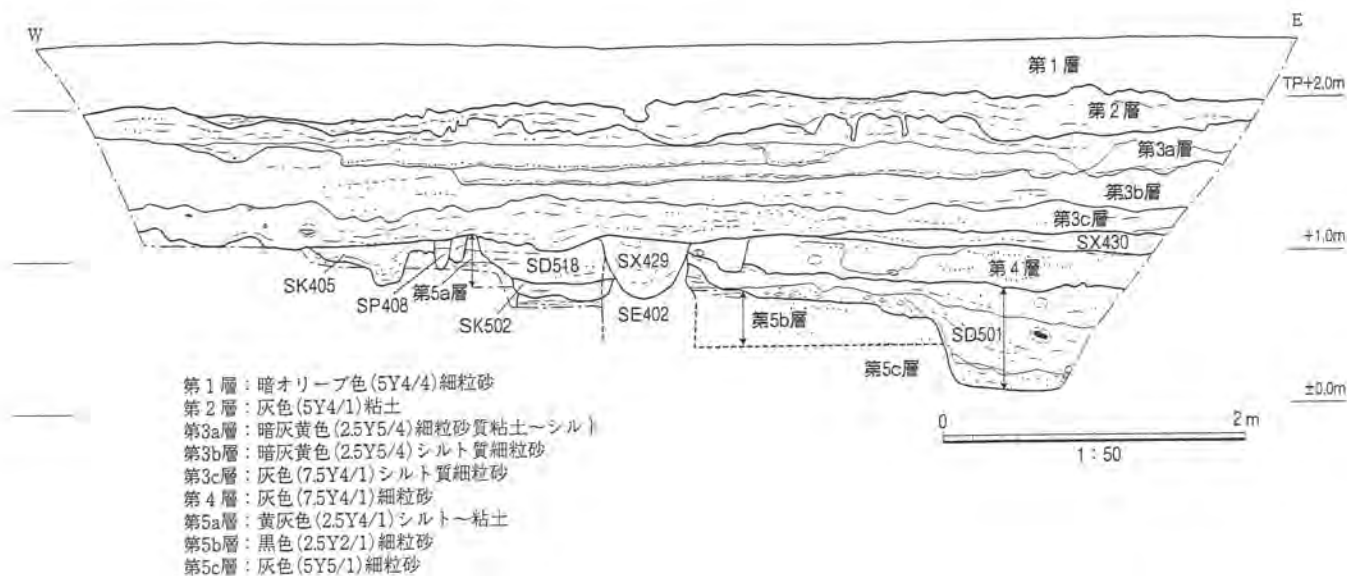 W
E
第1層
TP+2.0m
第2層
第3a層
第3b層
第3c層
+1.0m
SX430
SD518
SX429
第4層
SK405
SP408
第5a層
SK502
SE402
第5b層
SD501
第5c層
±0.0m
第1層：暗オリーブ色(5Y4/4)細粒砂
第2層：灰色(5Y4/1)粘土
第3a層：暗灰黄色(2.5Y5/4)細粒砂質粘土〜シルト
第3b層：暗灰黄色(2.5Y5/4)シルト質細粒砂
第3c層：灰色(7.5Y4/1)シルト質細粒砂
第4層：灰色(7.5Y4/1)細粒砂
第5a層：黄灰色(2.5Y4/1)シルト〜粘土
第5b層：黒色(2.5Y2/1)細粒砂
第5c層：灰色(5Y5/1)細粒砂
0 2m
1：50